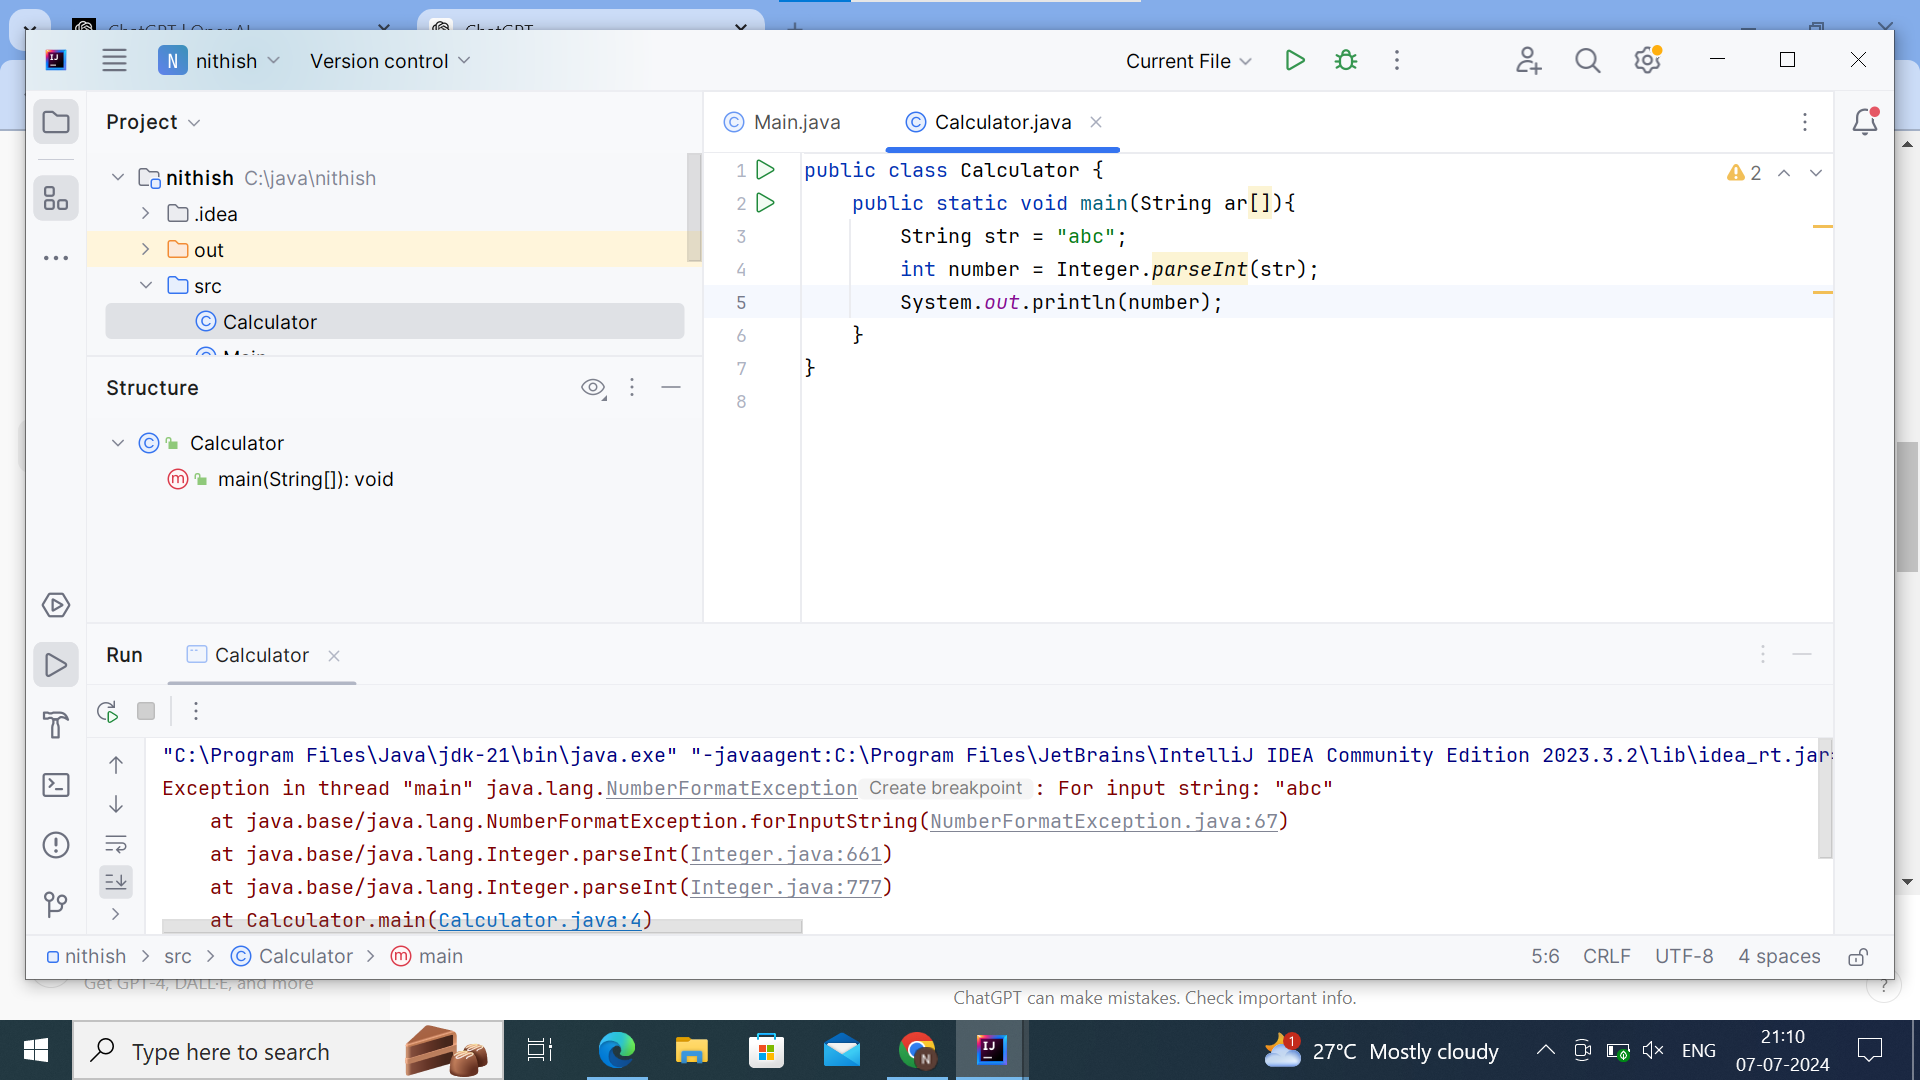 ChatGPT
nithish
Version control
Current File
Project
Main.java
Calculator.java
nithish C:\java\nithish
.idea
out
src
Calculator
Main
Structure
Calculator
main(String[]): void
1 public class Calculator {
2 public static void main(String ar[]){
3 String str = "abc";
4 int number = Integer.parseInt(str);
5 System.out.println(number);
6 }
7 }
8
2
Run
Calculator
"C:\Program Files\Java\jdk-21\bin\java.exe" "-javaagent:C:\Program Files\JetBrains\IntelliJ IDEA Community Edition 2023.3.2\lib\idea_rt.jar=
Exception in thread "main" java.lang.NumberFormatException Create breakpoint : For input string: "abc"
at java.base/java.lang.NumberFormatException.forInputString(NumberFormatException.java:67)
at java.base/java.lang.Integer.parseInt(Integer.java:661)
at java.base/java.lang.Integer.parseInt(Integer.java:777)
at Calculator.main(Calculator.java:4)
nithish src Calculator main
5:6 CRLF UTF-8 4 spaces
Get GPT-4, DALL·E, and more
ChatGPT can make mistakes. Check important info.
?
Type here to search
1
27°C Mostly cloudy
ENG
21:10
07-07-2024